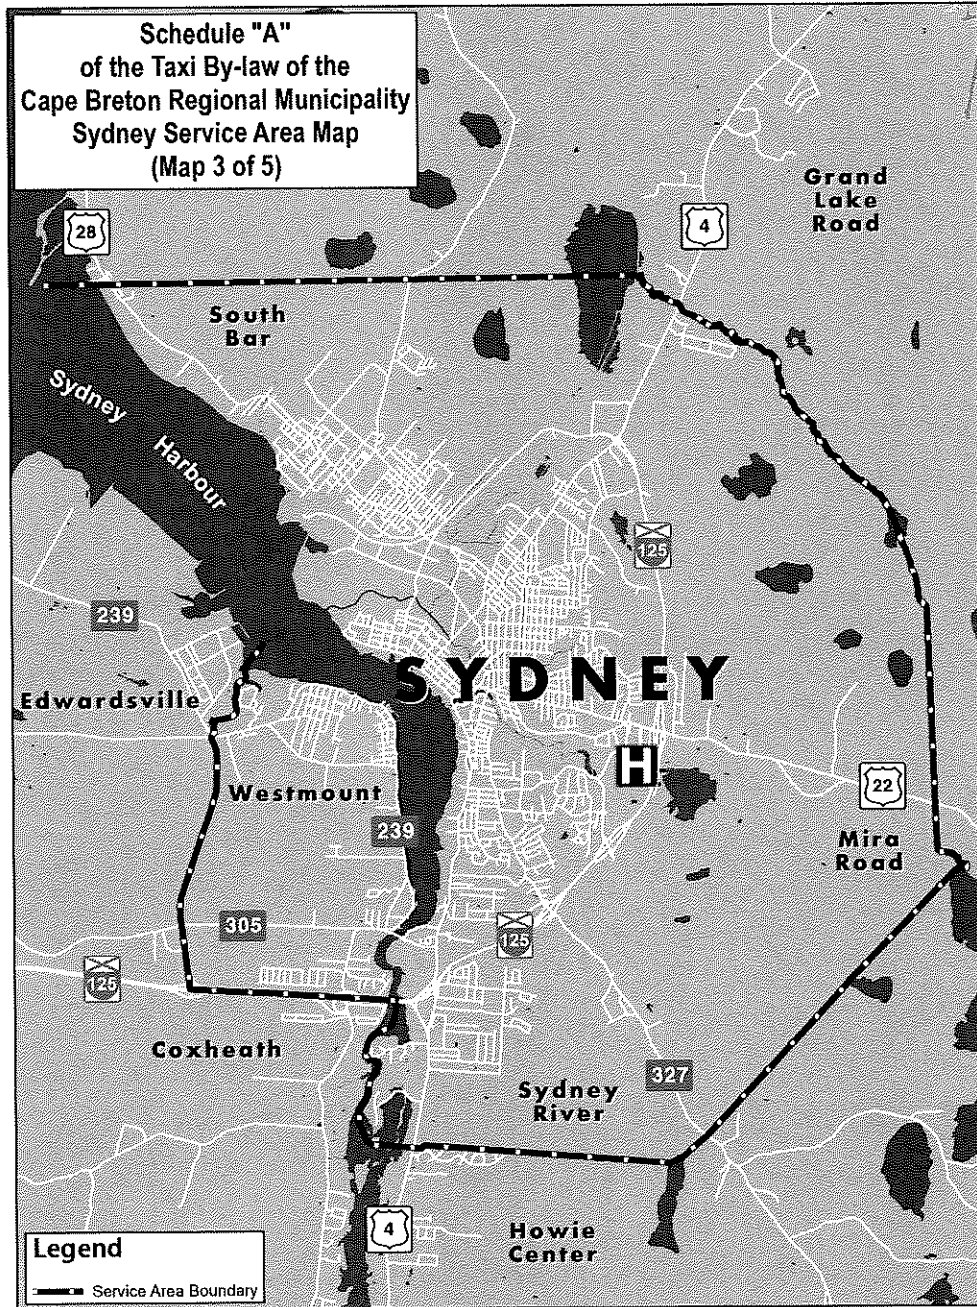 Schedule "A"
of the Taxi By-law of the
Cape Breton Regional Municipality
Sydney Service Area Map
(Map 3 of 5)
Grand
Lake
Road
28
4
South
Bar
Sydney
Harbour
125
239
SYDNEY
Edwardsville
H
Westmount
22
239
Mira
Road
305
125
125
Coxheath
327
Sydney
River
4
Howie
Center
Legend
Service Area Boundary